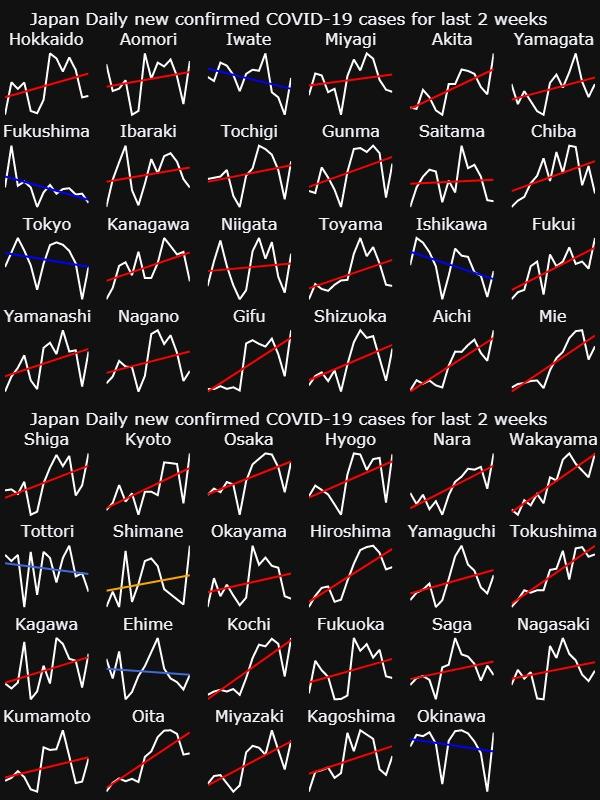 Japan Daily new confirmed COVID-19 cases for last 2 weeks
Hokkaido Aomori Iwate Miyagi Akita Yamagata
Fukushima Ibaraki Tochigi Gunma Saitama Chiba
Tokyo Kanagawa Niigata Toyama Ishikawa Fukui
Yamanashi Nagano Gifu Shizuoka Aichi Mie
Japan Daily new confirmed COVID-19 cases for last 2 weeks
Shiga Kyoto Osaka Hyogo Nara Wakayama
Tottori Shimane Okayama Hiroshima Yamaguchi Tokushima
Kagawa Ehime Kochi Fukuoka Saga Nagasaki
Kumamoto Oita Miyazaki Kagoshima Okinawa